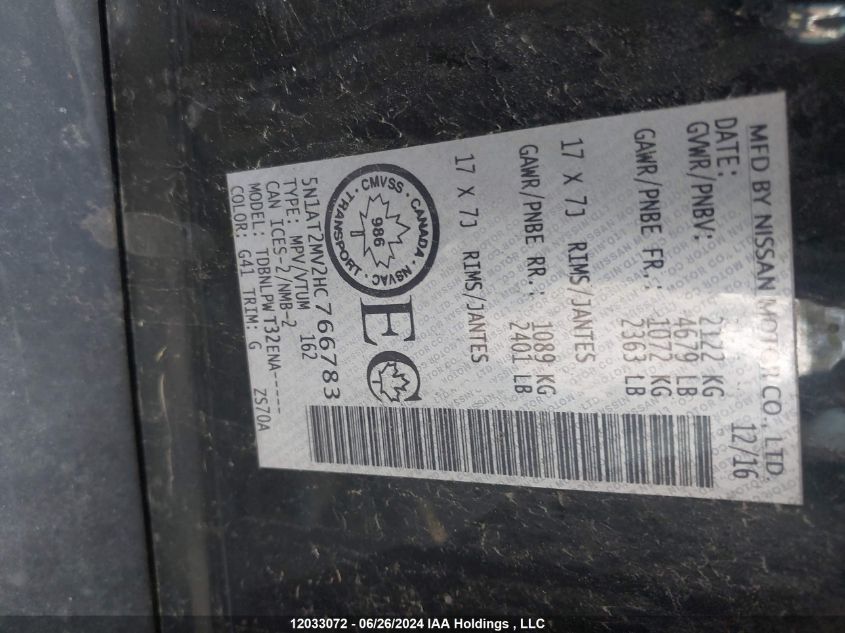 MFD BY NISSAN MOTOR CO., LTD.
DATE: 12/16
GVWR/PNBV: 2122 KG
4679 LB
GAWR/PNBE FR.: 1072 KG
2363 LB
17 X 7J RIMS/JANTES
GAWR/PNBE RR.: 1089 KG
2401 LB
17 X 7J RIMS/JANTES
CMVSS · CANADA · NSVAC · TRANSPORT ·
986
T
EC
5N1AT2MV2HC766783
TYPE: MPV/VTUM 162
CAN ICES-2/NMB-2
MODEL: TDBNLPW T32ENA-----
COLOR: G41 TRIM: G ZS70A
12033072 - 06/26/2024 IAA Holdings , LLC